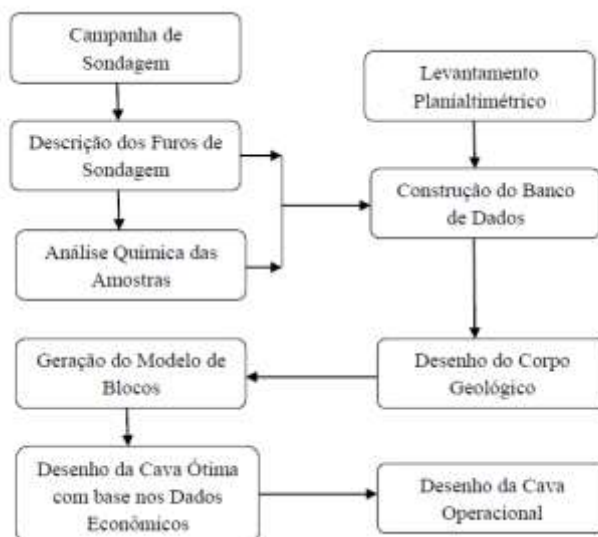 Campanha de
Sondagem
Levantamento
Planialtimétrico
Descrição dos Furos de
Sondagem
Construção do Banco
de Dados
Análise Química das
Amostras
Geração do Modelo de
Blocos
Desenho do Corpo
Geológico
Desenho da Cava Ótima
com base nos Dados
Econômicos
Desenho da Cava
Operacional